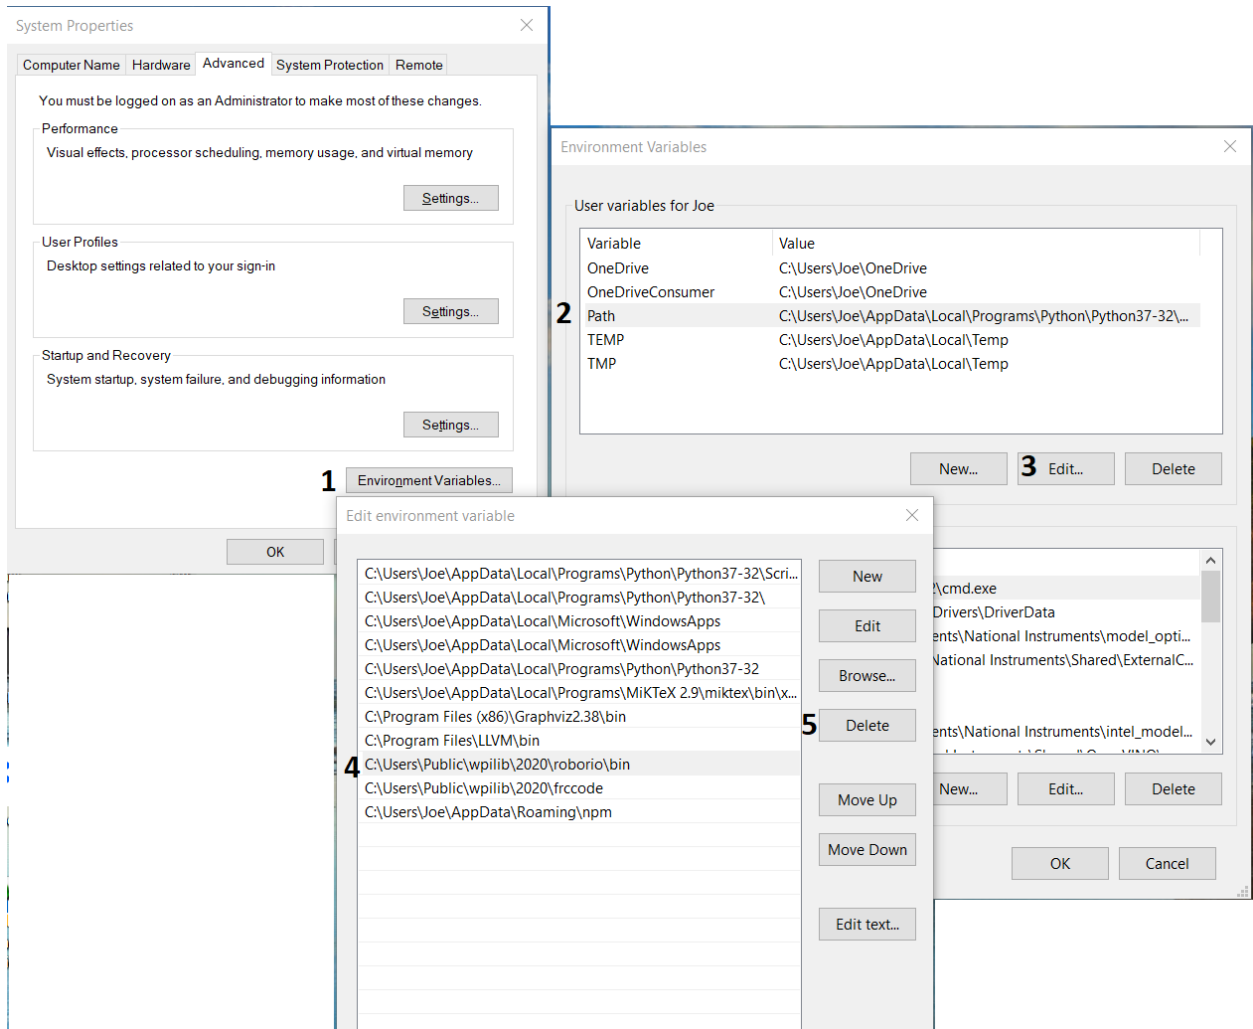 System Properties
Computer Name Hardware Advanced System Protection Remote
You must be logged on as an Administrator to make most of these changes.
Performance
Visual effects, processor scheduling, memory usage, and virtual memory
Settings...
User Profiles
Desktop settings related to your sign-in
Settings...
Startup and Recovery
System startup, system failure, and debugging information
Settings...
1 Environment Variables...
OK
Environment Variables
User variables for Joe
Variable Value
OneDrive C:\Users\Joe\OneDrive
OneDriveConsumer C:\Users\Joe\OneDrive
2 Path C:\Users\Joe\AppData\Local\Programs\Python\Python37-32\...
TEMP C:\Users\Joe\AppData\Local\Temp
TMP C:\Users\Joe\AppData\Local\Temp
New... 3 Edit... Delete
\cmd.exe
Drivers\DriverData
ents\National Instruments\model_opti...
National Instruments\Shared\ExternalC...
ents\National Instruments\intel_model...
New... Edit... Delete
OK Cancel
Edit environment variable
C:\Users\Joe\AppData\Local\Programs\Python\Python37-32\Scri...
C:\Users\Joe\AppData\Local\Programs\Python\Python37-32\
C:\Users\Joe\AppData\Local\Microsoft\WindowsApps
C:\Users\Joe\AppData\Local\Microsoft\WindowsApps
C:\Users\Joe\AppData\Local\Programs\Python\Python37-32
C:\Users\Joe\AppData\Local\Programs\MiKTeX 2.9\miktex\bin\x...
C:\Program Files (x86)\Graphviz2.38\bin
C:\Program Files\LLVM\bin
4 C:\Users\Public\wpilib\2020\roborio\bin
C:\Users\Public\wpilib\2020\frccode
C:\Users\Joe\AppData\Roaming\npm
New
Edit
Browse...
5 Delete
Move Up
Move Down
Edit text...